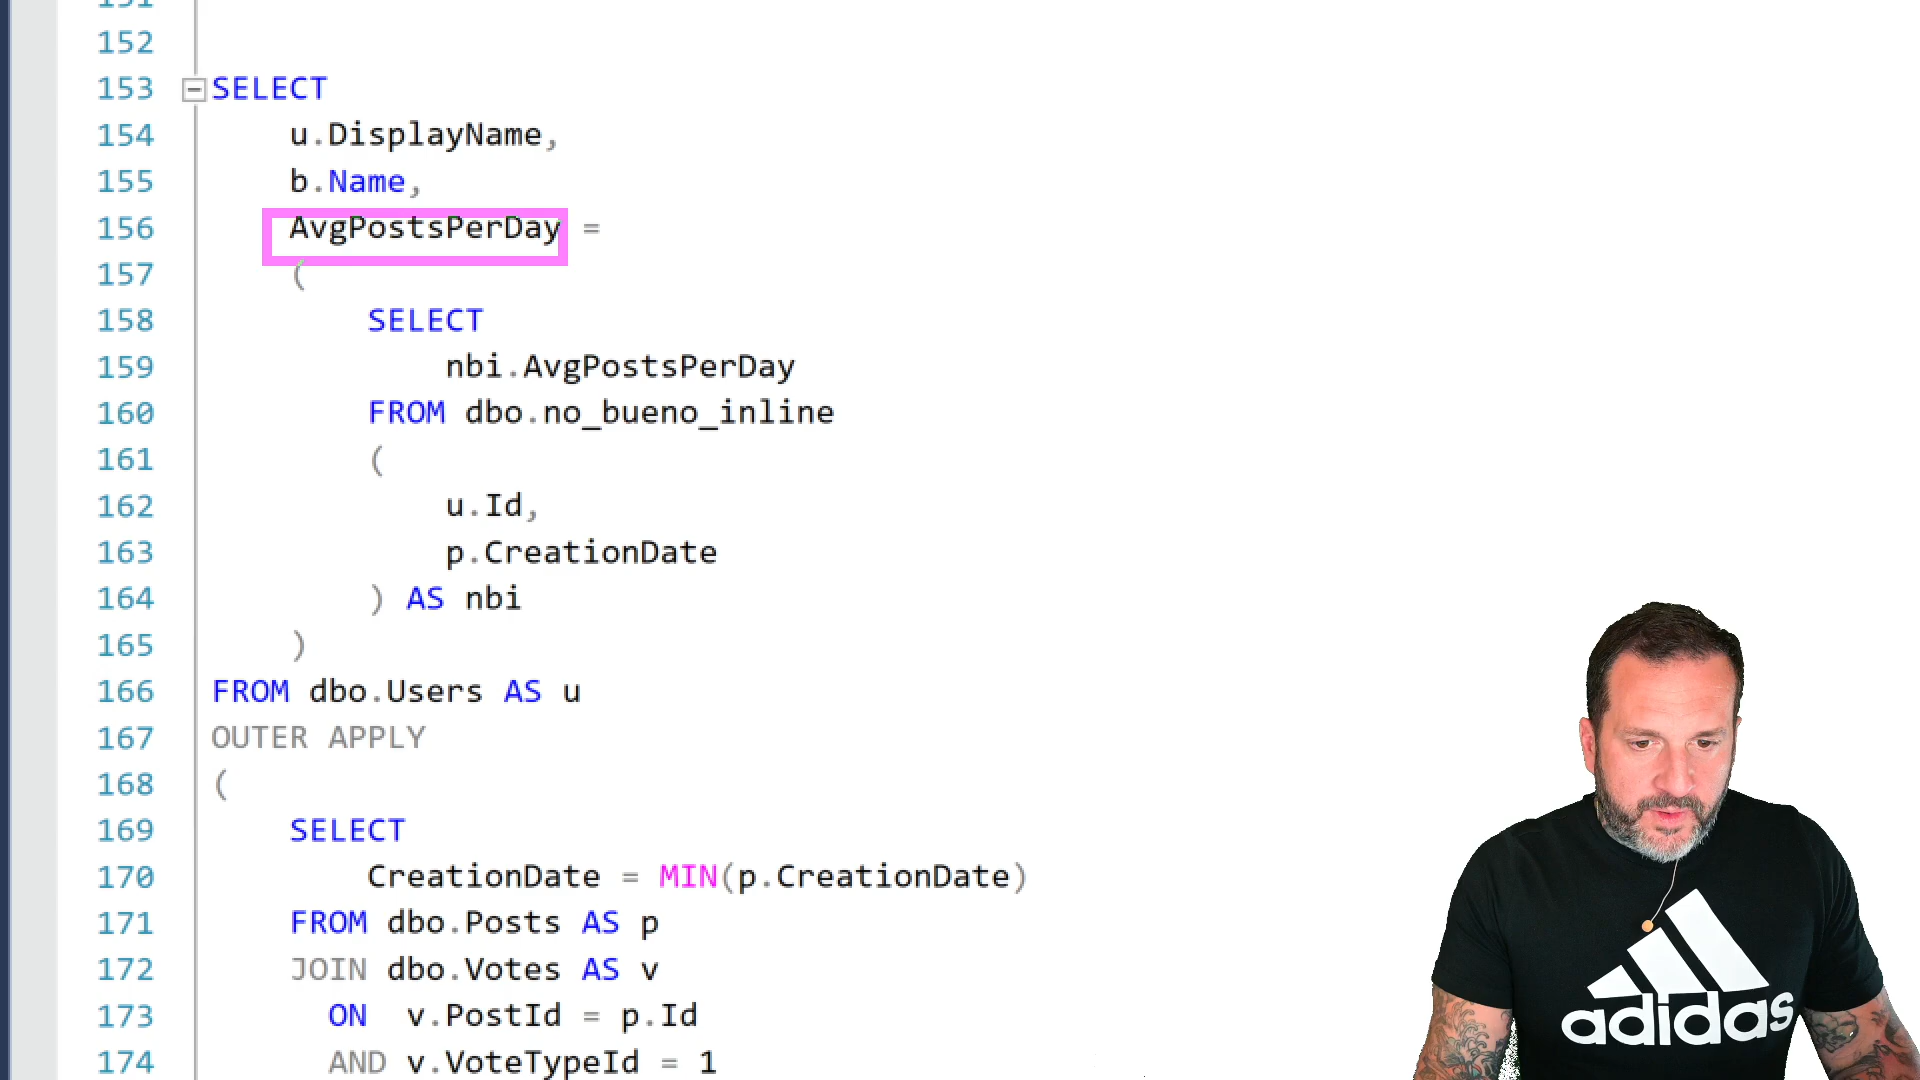 151
152
153 SELECT
154 u.DisplayName,
155 b.Name,
156 AvgPostsPerDay =
157 (
158 SELECT
159 nbi.AvgPostsPerDay
160 FROM dbo.no_bueno_inline
161 (
162 u.Id,
163 p.CreationDate
164 ) AS nbi
165 )
166 FROM dbo.Users AS u
167 OUTER APPLY
168 (
169 SELECT
170 CreationDate = MIN(p.CreationDate)
171 FROM dbo.Posts AS p
172 JOIN dbo.Votes AS v
173 ON v.PostId = p.Id
174 AND v.VoteTypeId = 1
adidas